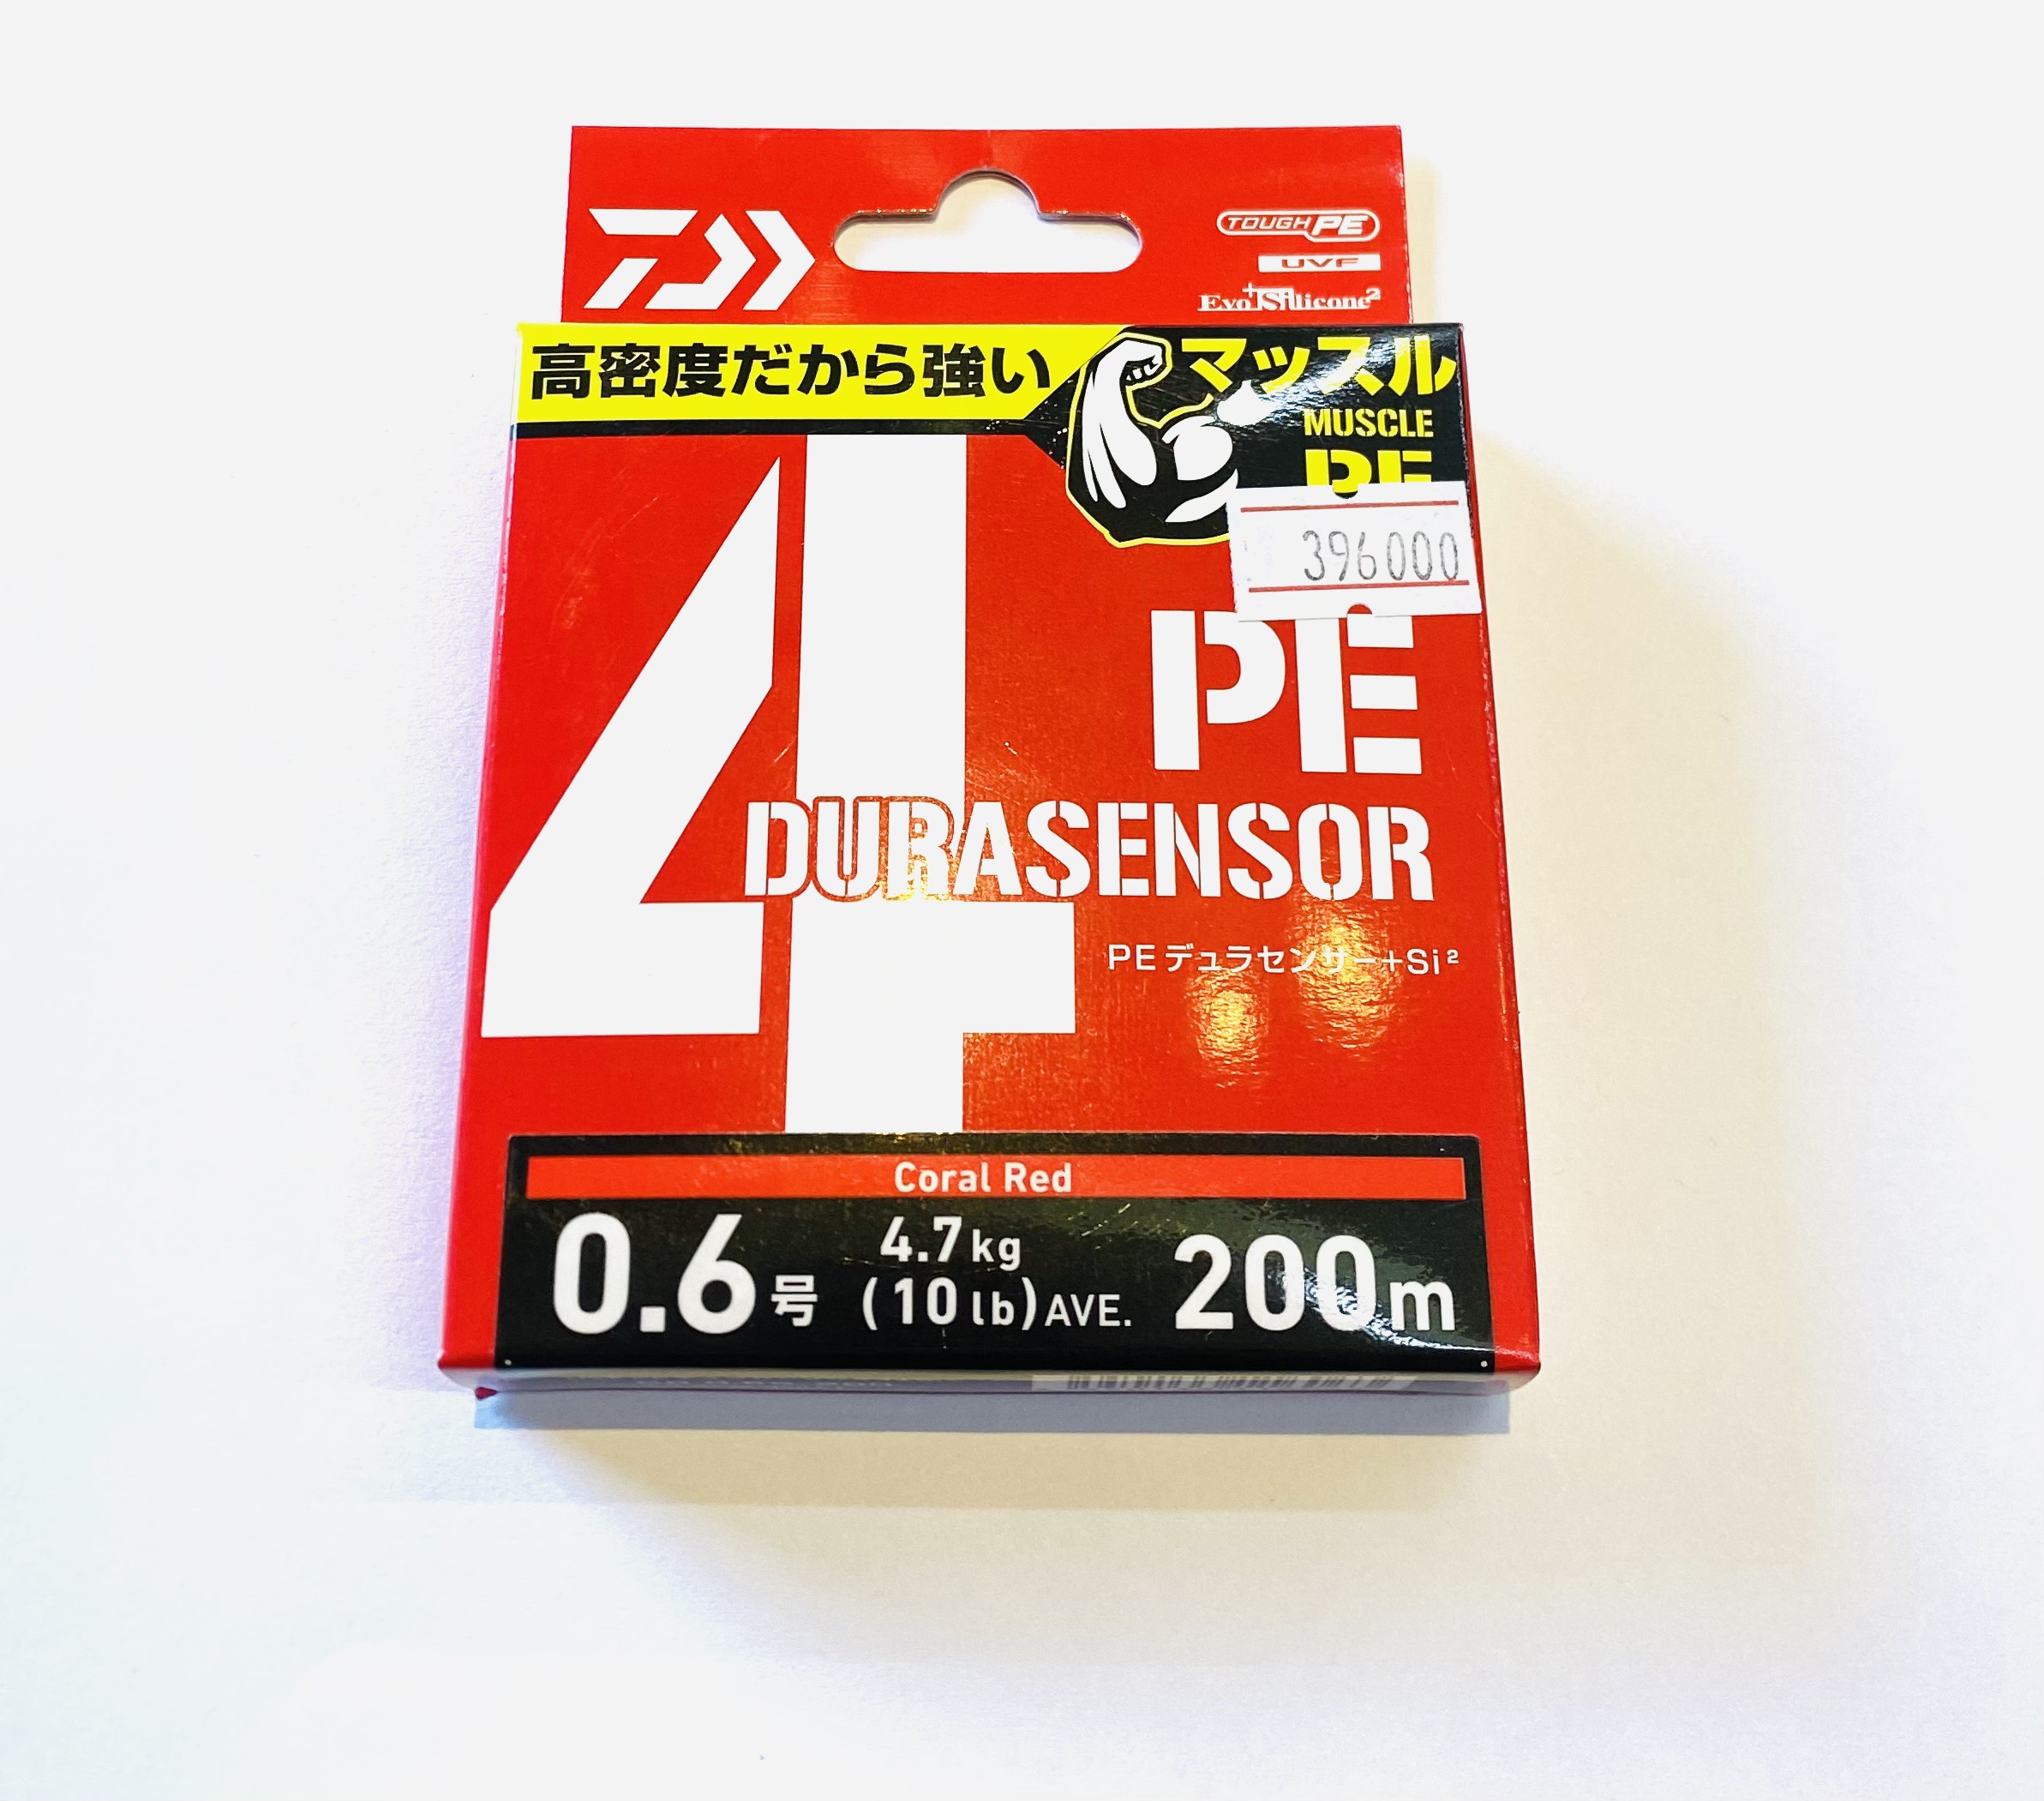 TOUGH PE
UVF
Evo+Silicone²
高密度だから強い
マッスル
MUSCLE
PE
396000
4
PE
DURASENSOR
PEデュラセンサー+Si²
Coral Red
0.6号
4.7kg
(10lb)AVE.
200m